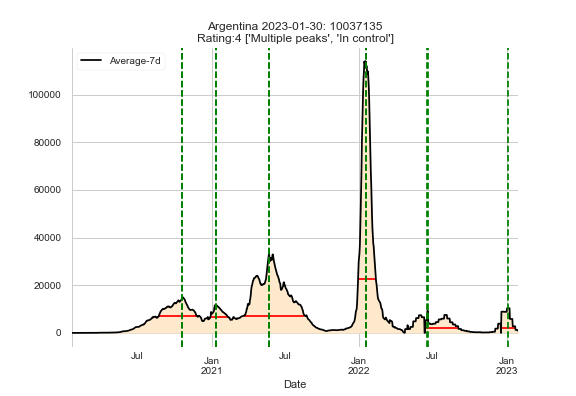 Argentina 2023-01-30: 10037135
Rating:4 ['Multiple peaks', 'In control']
Average-7d
100000
80000
60000
40000
20000
0
Jul
Jan
2021
Jul
Jan
2022
Jul
Jan
2023
Date